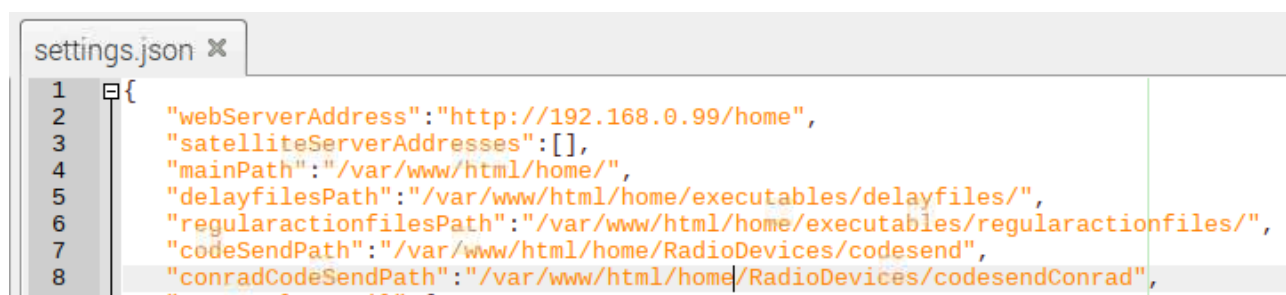 settings.json ×
1 {
2 "webServerAddress":"http://192.168.0.99/home",
3 "satelliteServerAddresses":[],
4 "mainPath":"/var/www/html/home/",
5 "delayfilesPath":"/var/www/html/home/executables/delayfiles/",
6 "regularactionfilesPath":"/var/www/html/home/executables/regularactionfiles/",
7 "codeSendPath":"/var/www/html/home/RadioDevices/codesend",
8 "conradCodeSendPath":"/var/www/html/home/RadioDevices/codesendConrad",